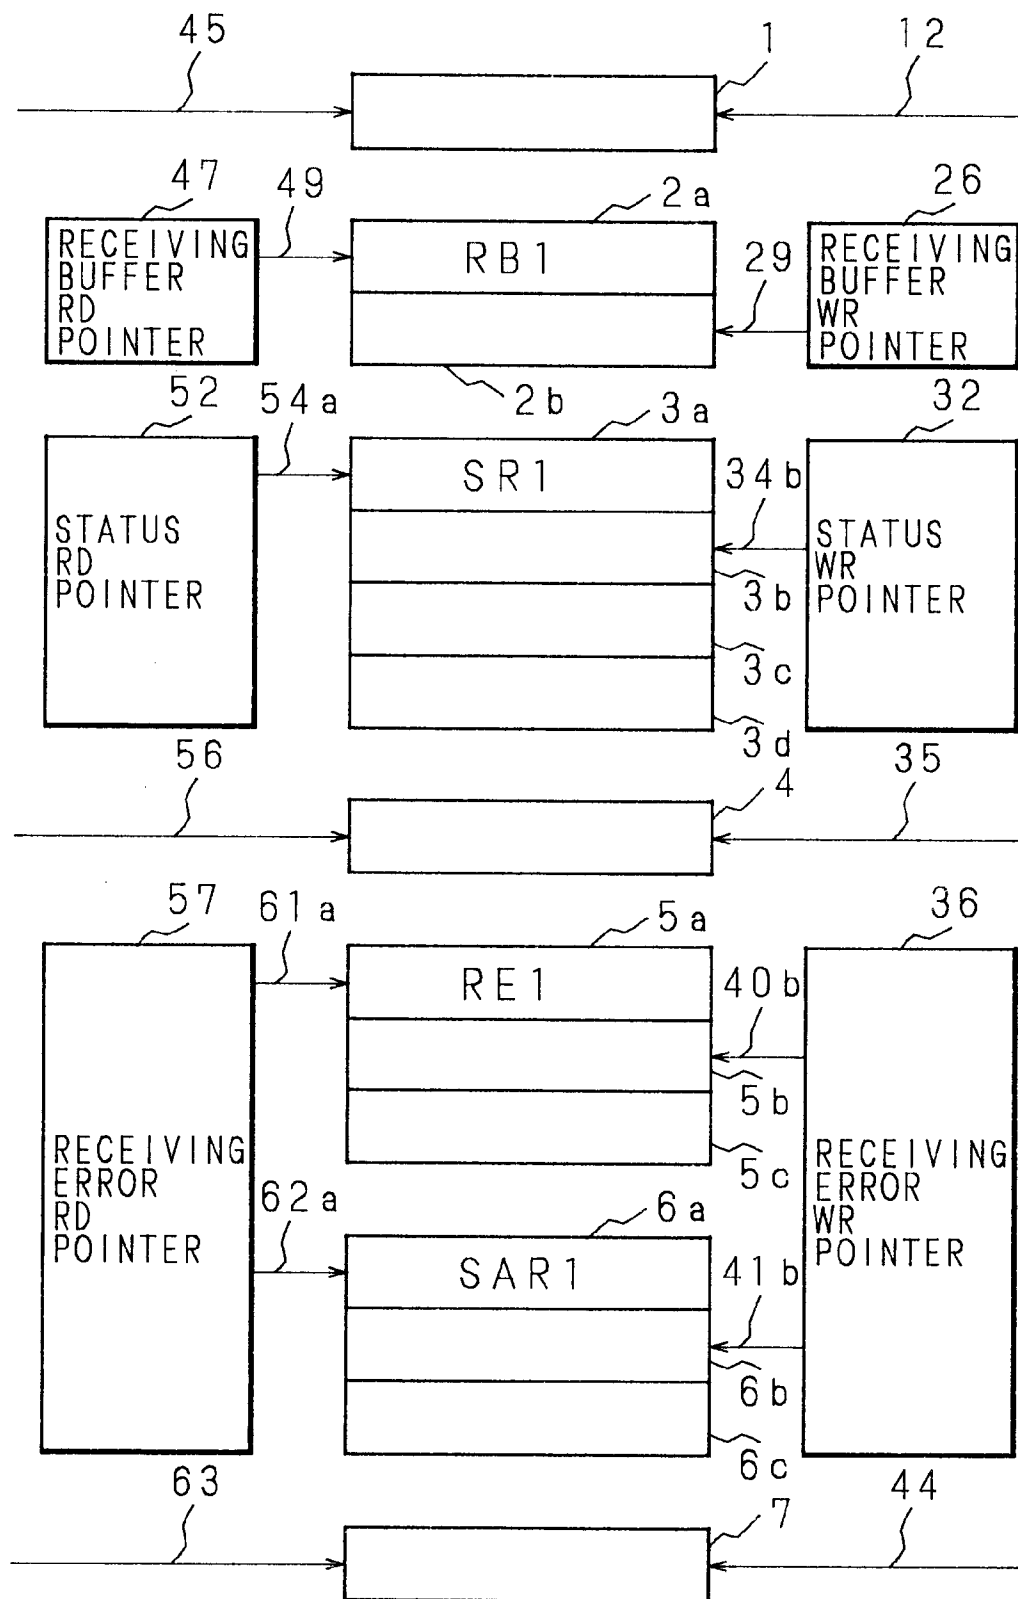 45
1
12
47
49
2a
26
RECEIVING
BUFFER
RD
POINTER
RB1
29
RECEIVING
BUFFER
WR
POINTER
52
54a
2b
3a
32
STATUS
RD
POINTER
SR1
34b
3b
3c
3d
STATUS
WR
POINTER
56
4
35
57
61a
5a
36
RE1
40b
5b
5c
RECEIVING
ERROR
RD
POINTER
62a
6a
SAR1
41b
6b
6c
RECEIVING
ERROR
WR
POINTER
63
7
44